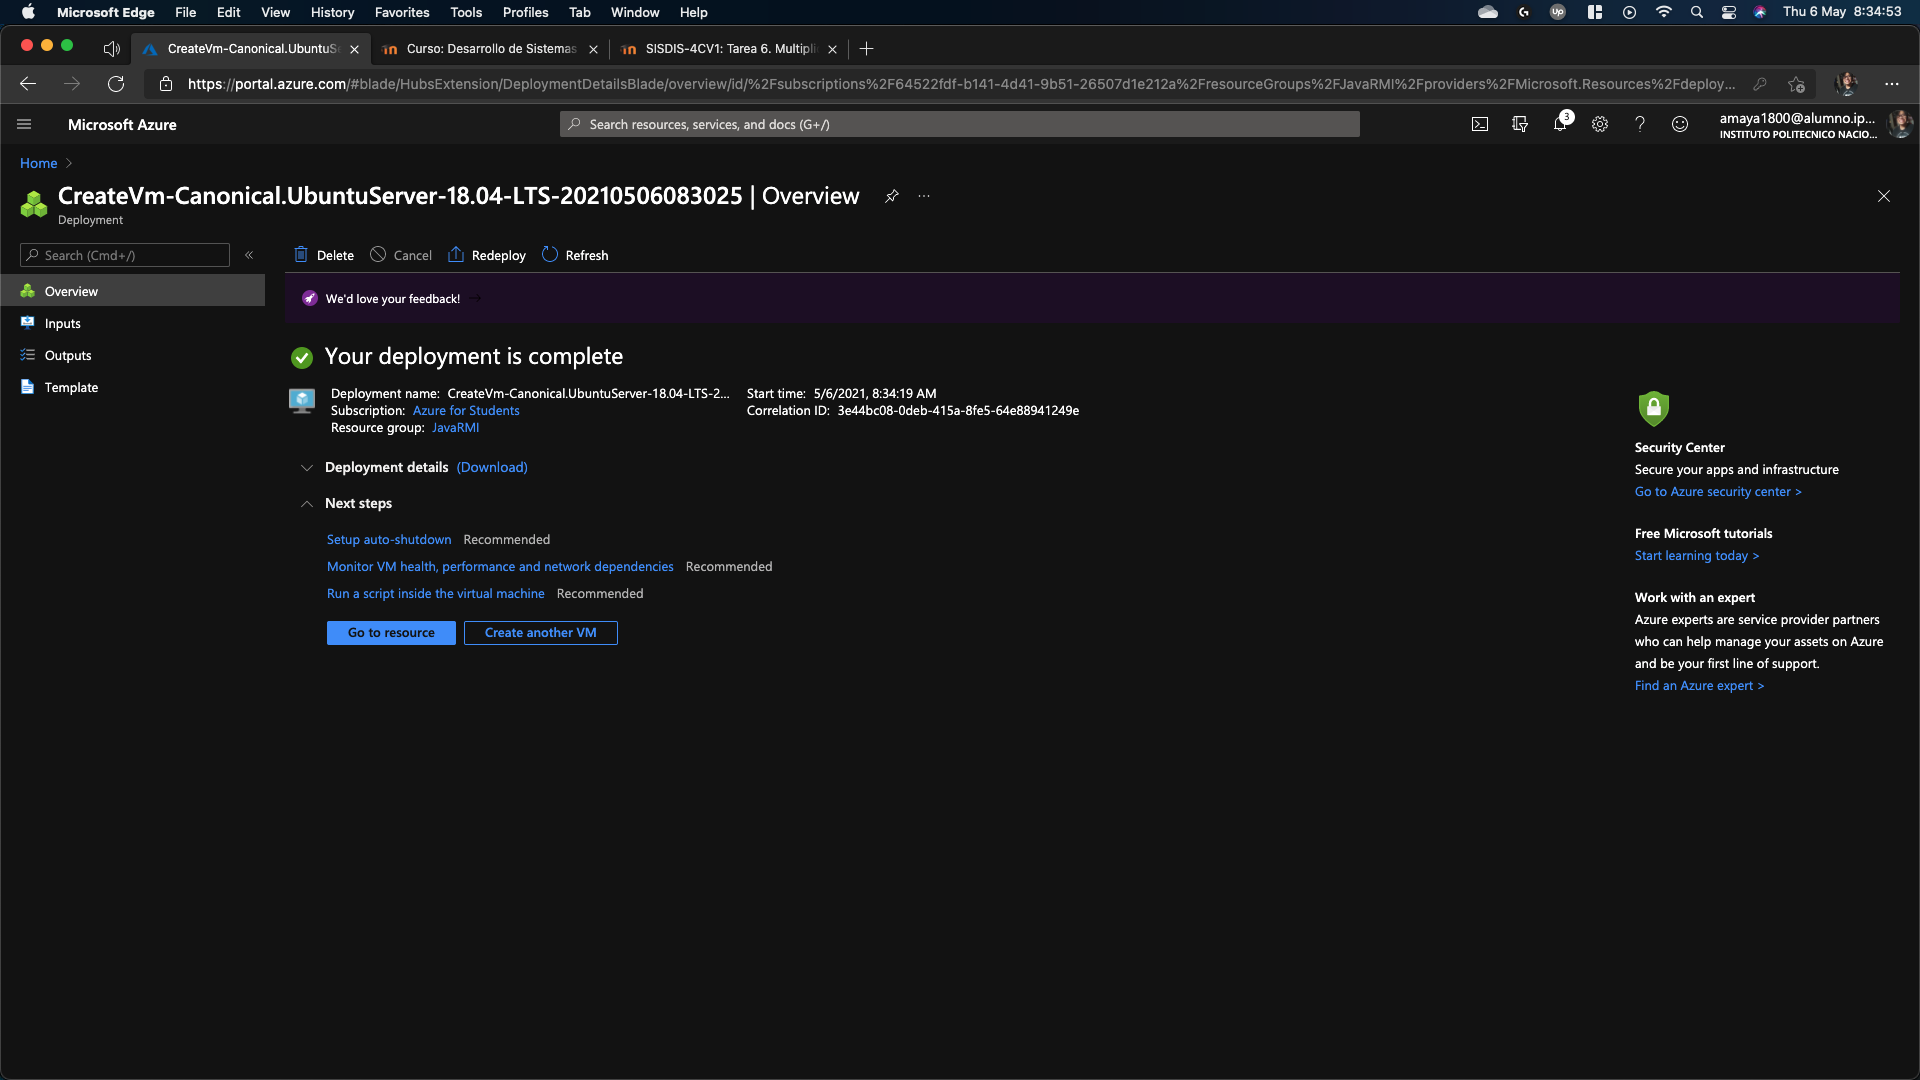 Microsoft Edge File Edit View History Favorites Tools Profiles Tab Window Help Thu 6 May 8:34:53
CreateVm-Canonical.UbuntuS Curso: Desarrollo de Sistemas SISDIS-4CV1: Tarea 6. Multipli
https://portal.azure.com/#blade/HubsExtension/DeploymentDetailsBlade/overview/id/%2Fsubscriptions%2F64522fdf-b141-4d41-9b51-26507d1e212a%2FresourceGroups%2FJavaRMI%2Fproviders%2FMicrosoft.Resources%2Fdeploy...
Microsoft Azure
Search resources, services, and docs (G+/)
3
amaya1800@alumno.ip...
INSTITUTO POLITECNICO NACIO...
Home >
CreateVm-Canonical.UbuntuServer-18.04-LTS-20210506083025 | Overview ...
Deployment
Search (Cmd+/) «
Overview
Inputs
Outputs
Template
Delete Cancel Redeploy Refresh
We'd love your feedback! →
Your deployment is complete
Deployment name: CreateVm-Canonical.UbuntuServer-18.04-LTS-2...
Subscription: Azure for Students
Resource group: JavaRMI
Start time: 5/6/2021, 8:34:19 AM
Correlation ID: 3e44bc08-0deb-415a-8fe5-64e88941249e
Deployment details (Download)
Next steps
Setup auto-shutdown Recommended
Monitor VM health, performance and network dependencies Recommended
Run a script inside the virtual machine Recommended
Go to resource Create another VM
Security Center
Secure your apps and infrastructure
Go to Azure security center >
Free Microsoft tutorials
Start learning today >
Work with an expert
Azure experts are service provider partners
who can help manage your assets on Azure
and be your first line of support.
Find an Azure expert >